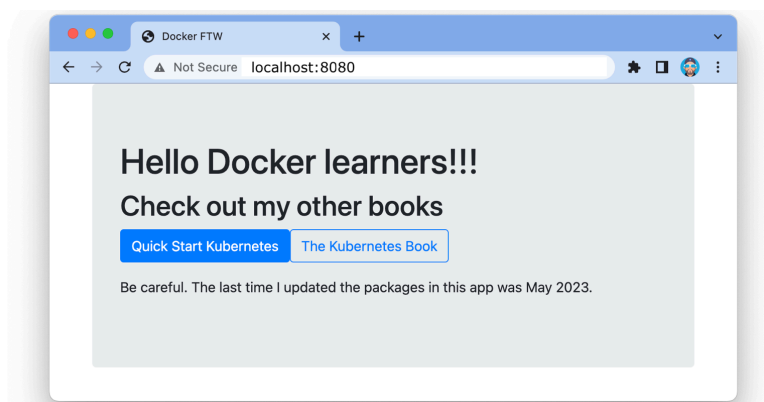 Docker FTW
Not Secure localhost:8080
Hello Docker learners!!!
Check out my other books
Quick Start Kubernetes The Kubernetes Book
Be careful. The last time I updated the packages in this app was May 2023.